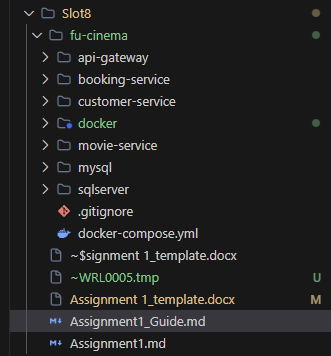 Slot8
fu-cinema
api-gateway
booking-service
customer-service
docker
movie-service
mysql
sqlserver
.gitignore
docker-compose.yml
~$signment 1_template.docx
~WRL0005.tmp U
Assignment 1_template.docx M
Assignment1_Guide.md
Assignment1.md